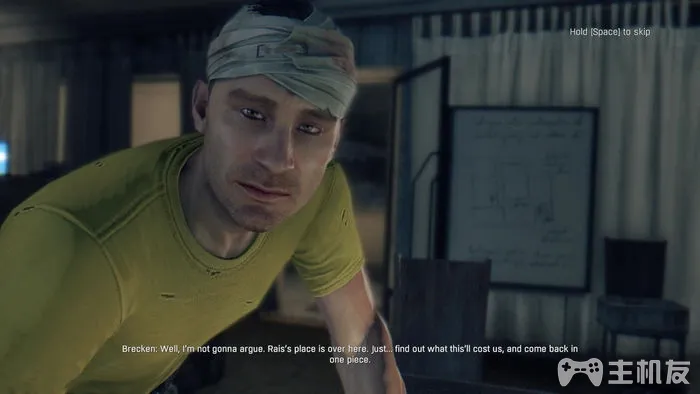 Hold [Space] to skip
Brecken: Well, I'm not gonna argue. Rais's place is over here. Just... find out what this'll cost us, and come back in
one piece.
主机友